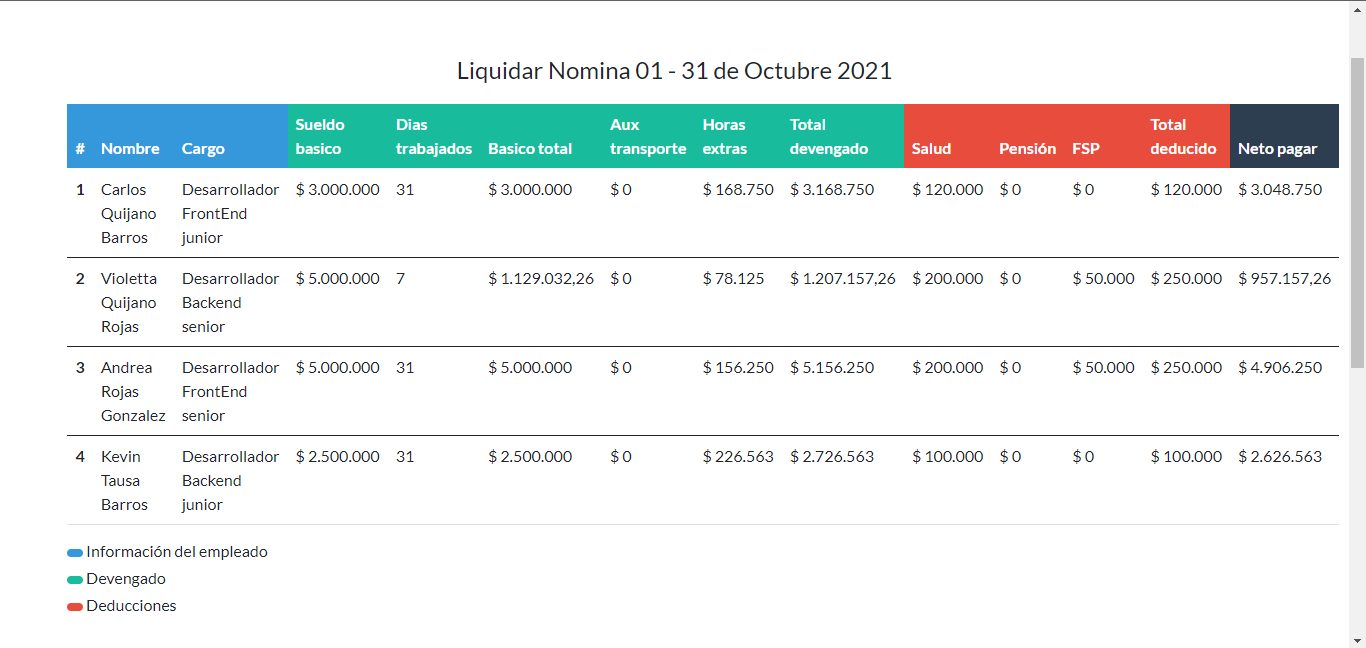 Liquidar Nomina 01 - 31 de Octubre 2021
# Nombre Cargo Sueldo basico Dias trabajados Basico total Aux transporte Horas extras Total devengado Salud Pensión FSP Total deducido Neto pagar
1 Carlos Quijano Barros Desarrollador FrontEnd junior $ 3.000.000 31 $ 3.000.000 $ 0 $ 168.750 $ 3.168.750 $ 120.000 $ 0 $ 0 $ 120.000 $ 3.048.750
2 Violetta Quijano Rojas Desarrollador Backend senior $ 5.000.000 7 $ 1.129.032,26 $ 0 $ 78.125 $ 1.207.157,26 $ 200.000 $ 0 $ 50.000 $ 250.000 $ 957.157,26
3 Andrea Rojas Gonzalez Desarrollador FrontEnd senior $ 5.000.000 31 $ 5.000.000 $ 0 $ 156.250 $ 5.156.250 $ 200.000 $ 0 $ 50.000 $ 250.000 $ 4.906.250
4 Kevin Tausa Barros Desarrollador Backend junior $ 2.500.000 31 $ 2.500.000 $ 0 $ 226.563 $ 2.726.563 $ 100.000 $ 0 $ 0 $ 100.000 $ 2.626.563
Información del empleado
Devengado
Deducciones